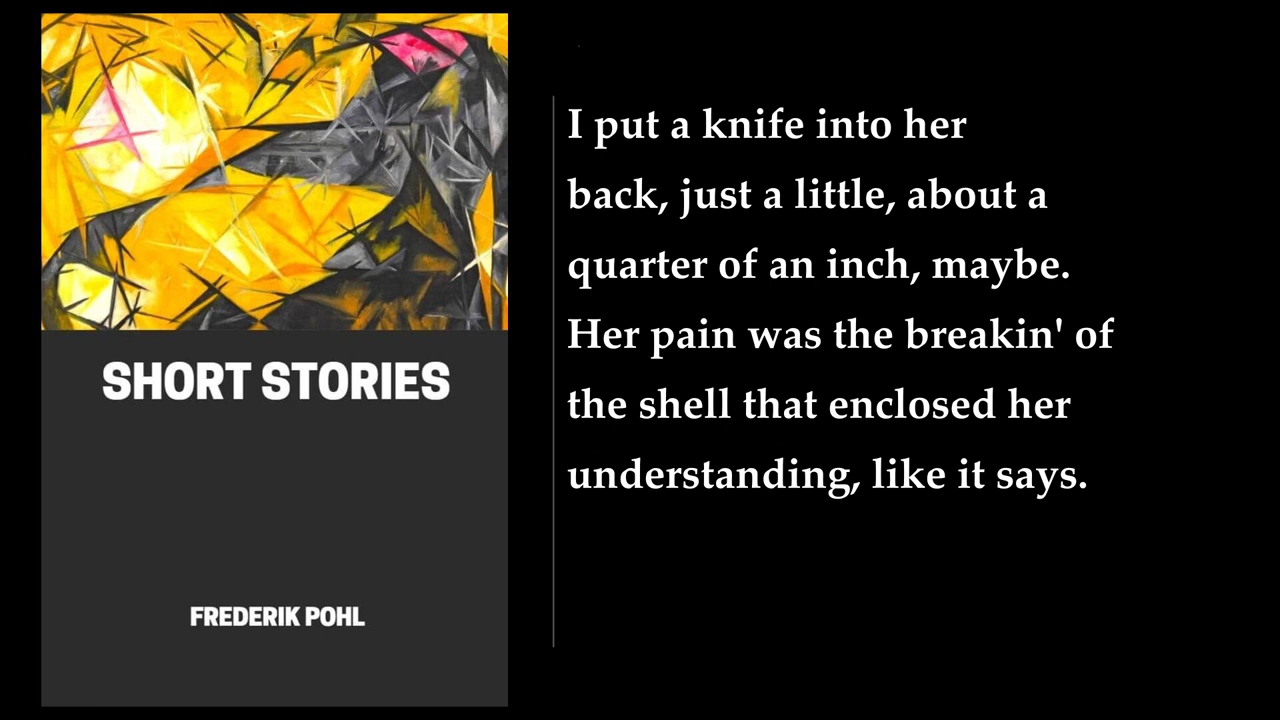 SHORT STORIES
FREDERIK POHL
I put a knife into her
back, just a little, about a
quarter of an inch, maybe.
Her pain was the breakin' of
the shell that enclosed her
understanding, like it says.